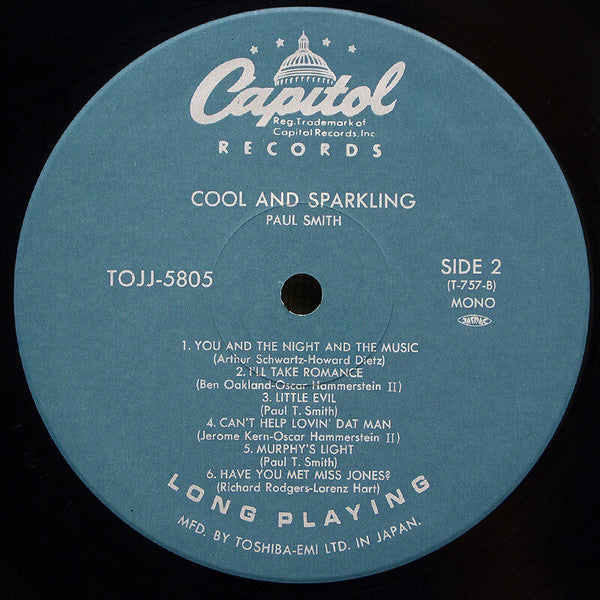 Capitol
Reg. Trademark of
Capitol Records, Inc.
RECORDS
COOL AND SPARKLING
PAUL SMITH
TOJJ-5805
SIDE 2
(T-757-B)
MONO
JASRAC
1. YOU AND THE NIGHT AND THE MUSIC
(Arthur Schwartz-Howard Dietz)
2. I'LL TAKE ROMANCE
(Ben Oakland-Oscar Hammerstein II)
3. LITTLE EVIL
(Paul T. Smith)
4. CAN'T HELP LOVIN' DAT MAN
(Jerome Kern-Oscar Hammerstein II)
5. MURPHY'S LIGHT
(Paul T. Smith)
6. HAVE YOU MET MISS JONES?
(Richard Rodgers-Lorenz Hart)
LONG PLAYING
MFD. BY TOSHIBA-EMI LTD. IN JAPAN.